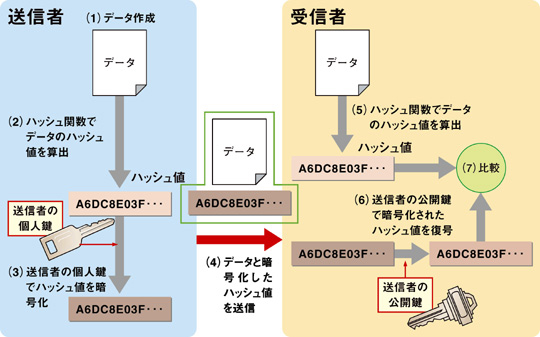 送信者
(1) データ作成
データ
(2) ハッシュ関数で
データのハッシュ
値を算出
ハッシュ値
A6DC8E03F･･･
送信者の
個人鍵
(3) 送信者の個人鍵
でハッシュ値を暗
号化
A6DC8E03F･･･
データ
A6DC8E03F･･･
(4) データと暗
号化した
ハッシュ値
を送信
受信者
データ
(5) ハッシュ関数でデータ
のハッシュ値を算出
ハッシュ値
A6DC8E03F･･･
(7) 比較
(6) 送信者の公開鍵
で暗号化された
ハッシュ値を復号
A6DC8E03F･･･
A6DC8E03F･･･
送信者の
公開鍵